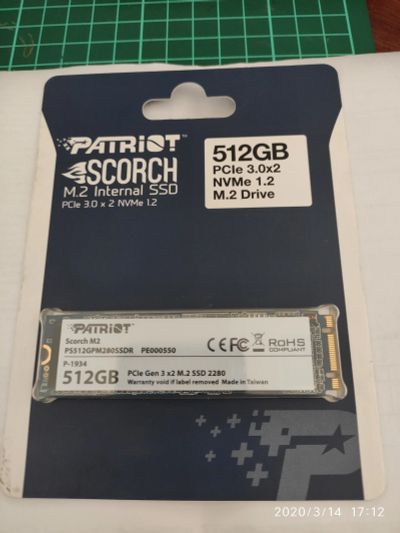 PATRIOT
SCORCH
M.2 Internal SSD
PCIe 3.0 x 2 NVMe 1.2
512GB
PCIe 3.0x2
NVMe 1.2
M.2 Drive
PATRIOT
Scorch M2
PS512GPM280SSDR PE000550
P-1934
512GB
PCIe Gen 3 x2 M.2 SSD 2280
Warranty void if label removed Made in Taiwan
CE FC RoHS
COMPLIANT
P
2020/3/14 17:12